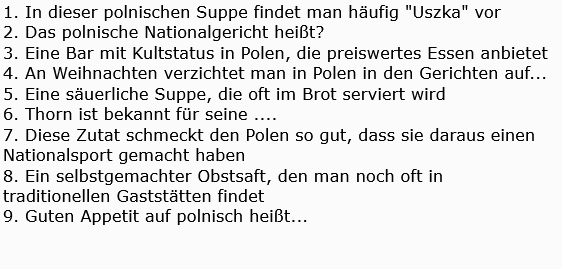 1. In dieser polnischen Suppe findet man häufig "Uszka" vor
2. Das polnische Nationalgericht heißt?
3. Eine Bar mit Kultstatus in Polen, die preiswertes Essen anbietet
4. An Weihnachten verzichtet man in Polen in den Gerichten auf...
5. Eine säuerliche Suppe, die oft im Brot serviert wird
6. Thorn ist bekannt für seine ....
7. Diese Zutat schmeckt den Polen so gut, dass sie daraus einen
Nationalsport gemacht haben
8. Ein selbstgemachter Obstsaft, den man noch oft in
traditionellen Gaststätten findet
9. Guten Appetit auf polnisch heißt...